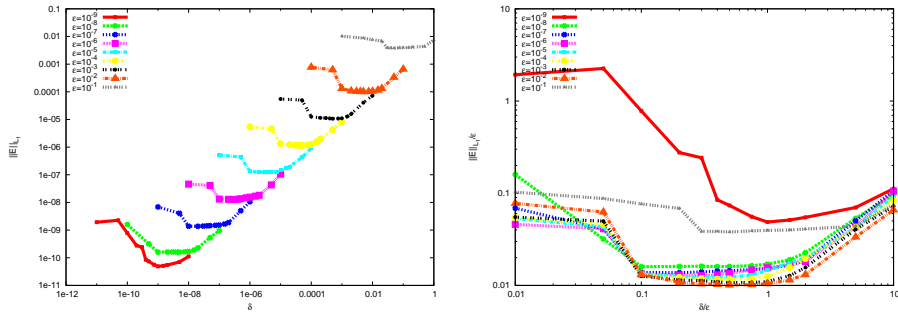 ε=10⁻⁹
ε=10⁻⁸
ε=10⁻⁷
ε=10⁻⁶
ε=10⁻⁵
ε=10⁻⁴
ε=10⁻³
ε=10⁻²
ε=10⁻¹
0.1
0.01
0.001
0.0001
1e-05
1e-06
1e-07
1e-08
1e-09
1e-10
1e-11
||E||_L₁
1e-12
1e-10
1e-08
1e-06
0.0001
0.01
1
δ
ε=10⁻⁹
ε=10⁻⁸
ε=10⁻⁷
ε=10⁻⁶
ε=10⁻⁵
ε=10⁻⁴
ε=10⁻³
ε=10⁻²
ε=10⁻¹
10
1
0.1
0.01
||E||_L₁/ε
0.01
0.1
1
10
δ/ε